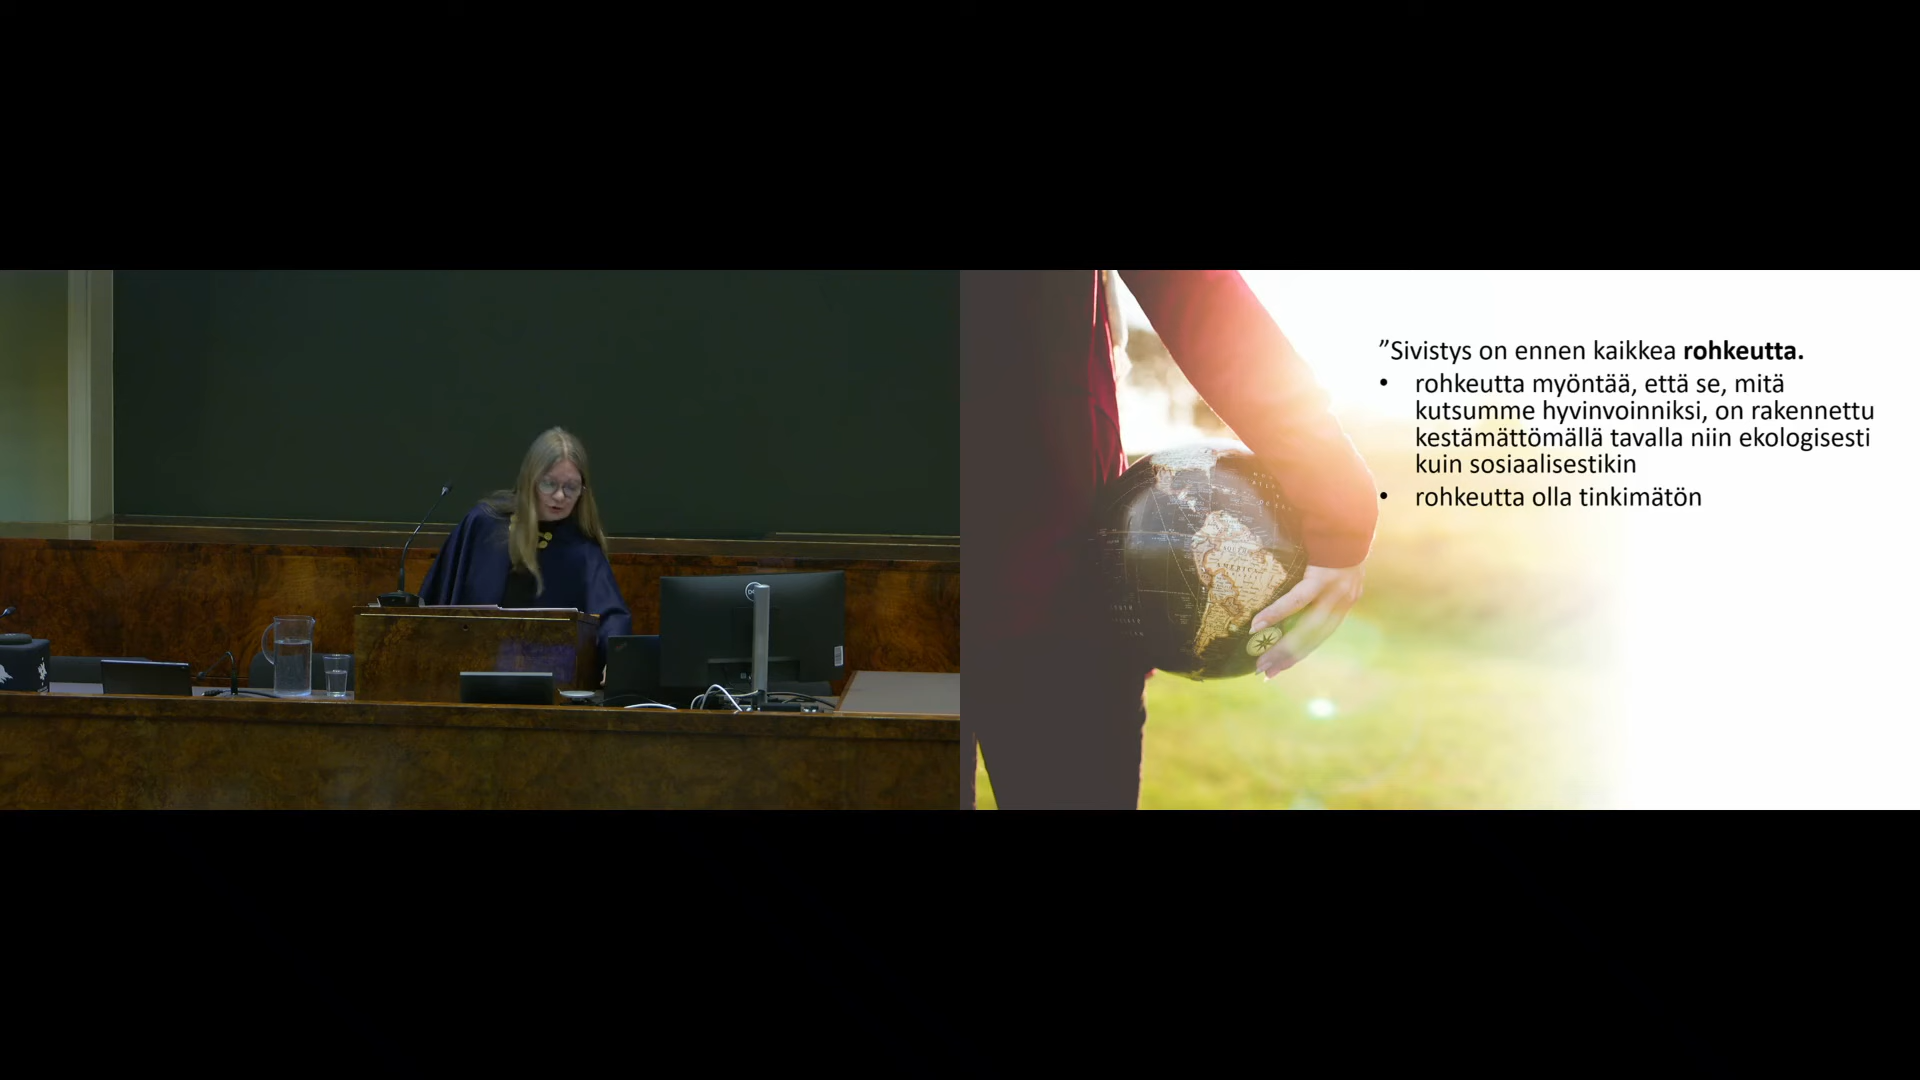 ”Sivistys on ennen kaikkea rohkeutta.
• rohkeutta myöntää, että se, mitä
kutsumme hyvinvoinniksi, on rakennettu
kestämättömällä tavalla niin ekologisesti
kuin sosiaalisestikin
• rohkeutta olla tinkimätön